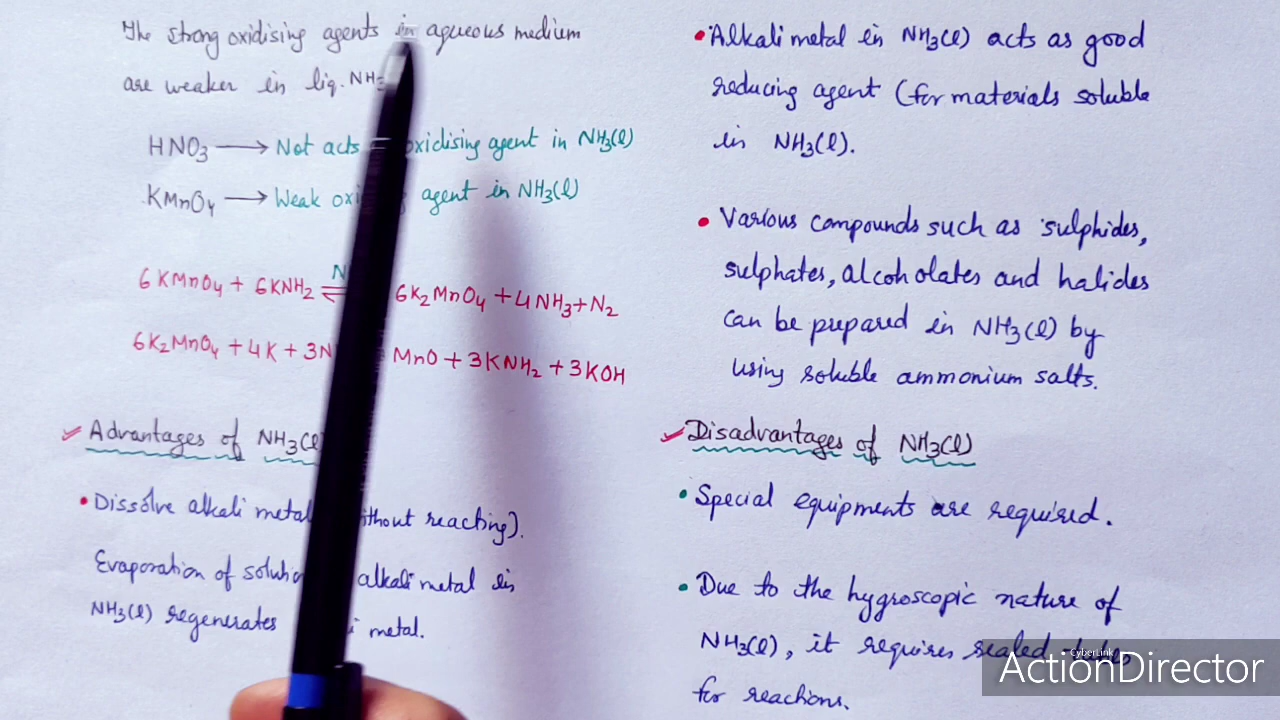 The strong oxidising agents in aqueous medium
are weaker in liq. NH3
HNO3 → Not acts oxidising agent in NH3(l)
KMnO4 → Weak agent in NH3(l)
6KMnO4 + 6KNH2 ⇌ 6K2MnO4 + 4NH3 + N2
6K2MnO4 + 4K + MnO + 3KNH2 + 3KOH
Advantages of NH3(l)
• Dissolve alkali metal without reacting).
Evaporation of alkali metal in
NH3(l) regenerates metal.
• Alkali metal in NH3(l) acts as good
reducing agent (for materials soluble
in NH3(l).
• Various compounds such as sulphides,
sulphates, alcoholates and halides
can be prepared in NH3(l) by
using soluble ammonium salts.
Disadvantages of NH3(l)
• Special equipments are required.
• Due to the hygroscopic nature of
NH3(l), it requires sealed tubes
for reactions.
CyberLink
ActionDirector